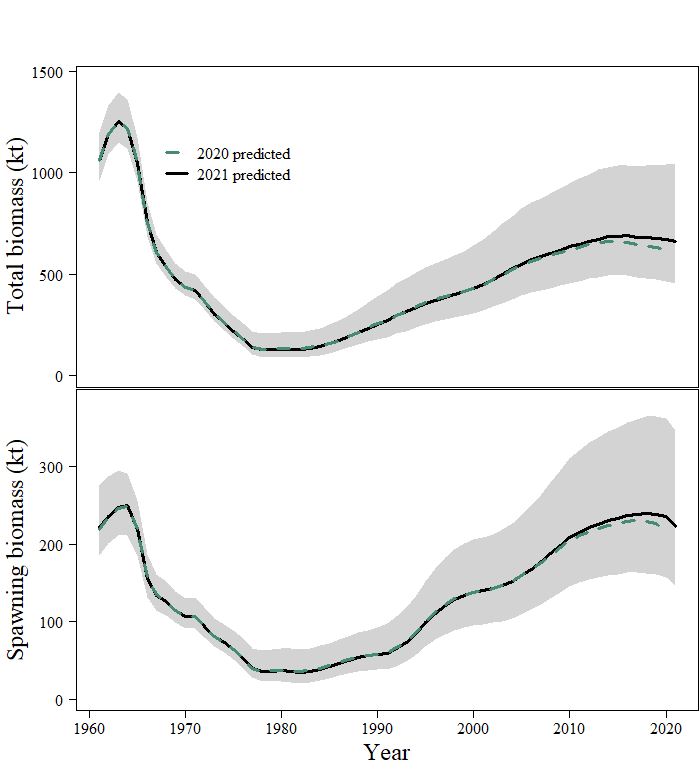 Total biomass (kt)
1500
1000
500
0
2020 predicted
2021 predicted
Spawning biomass (kt)
300
200
100
0
1960 1970 1980 1990 2000 2010 2020
Year